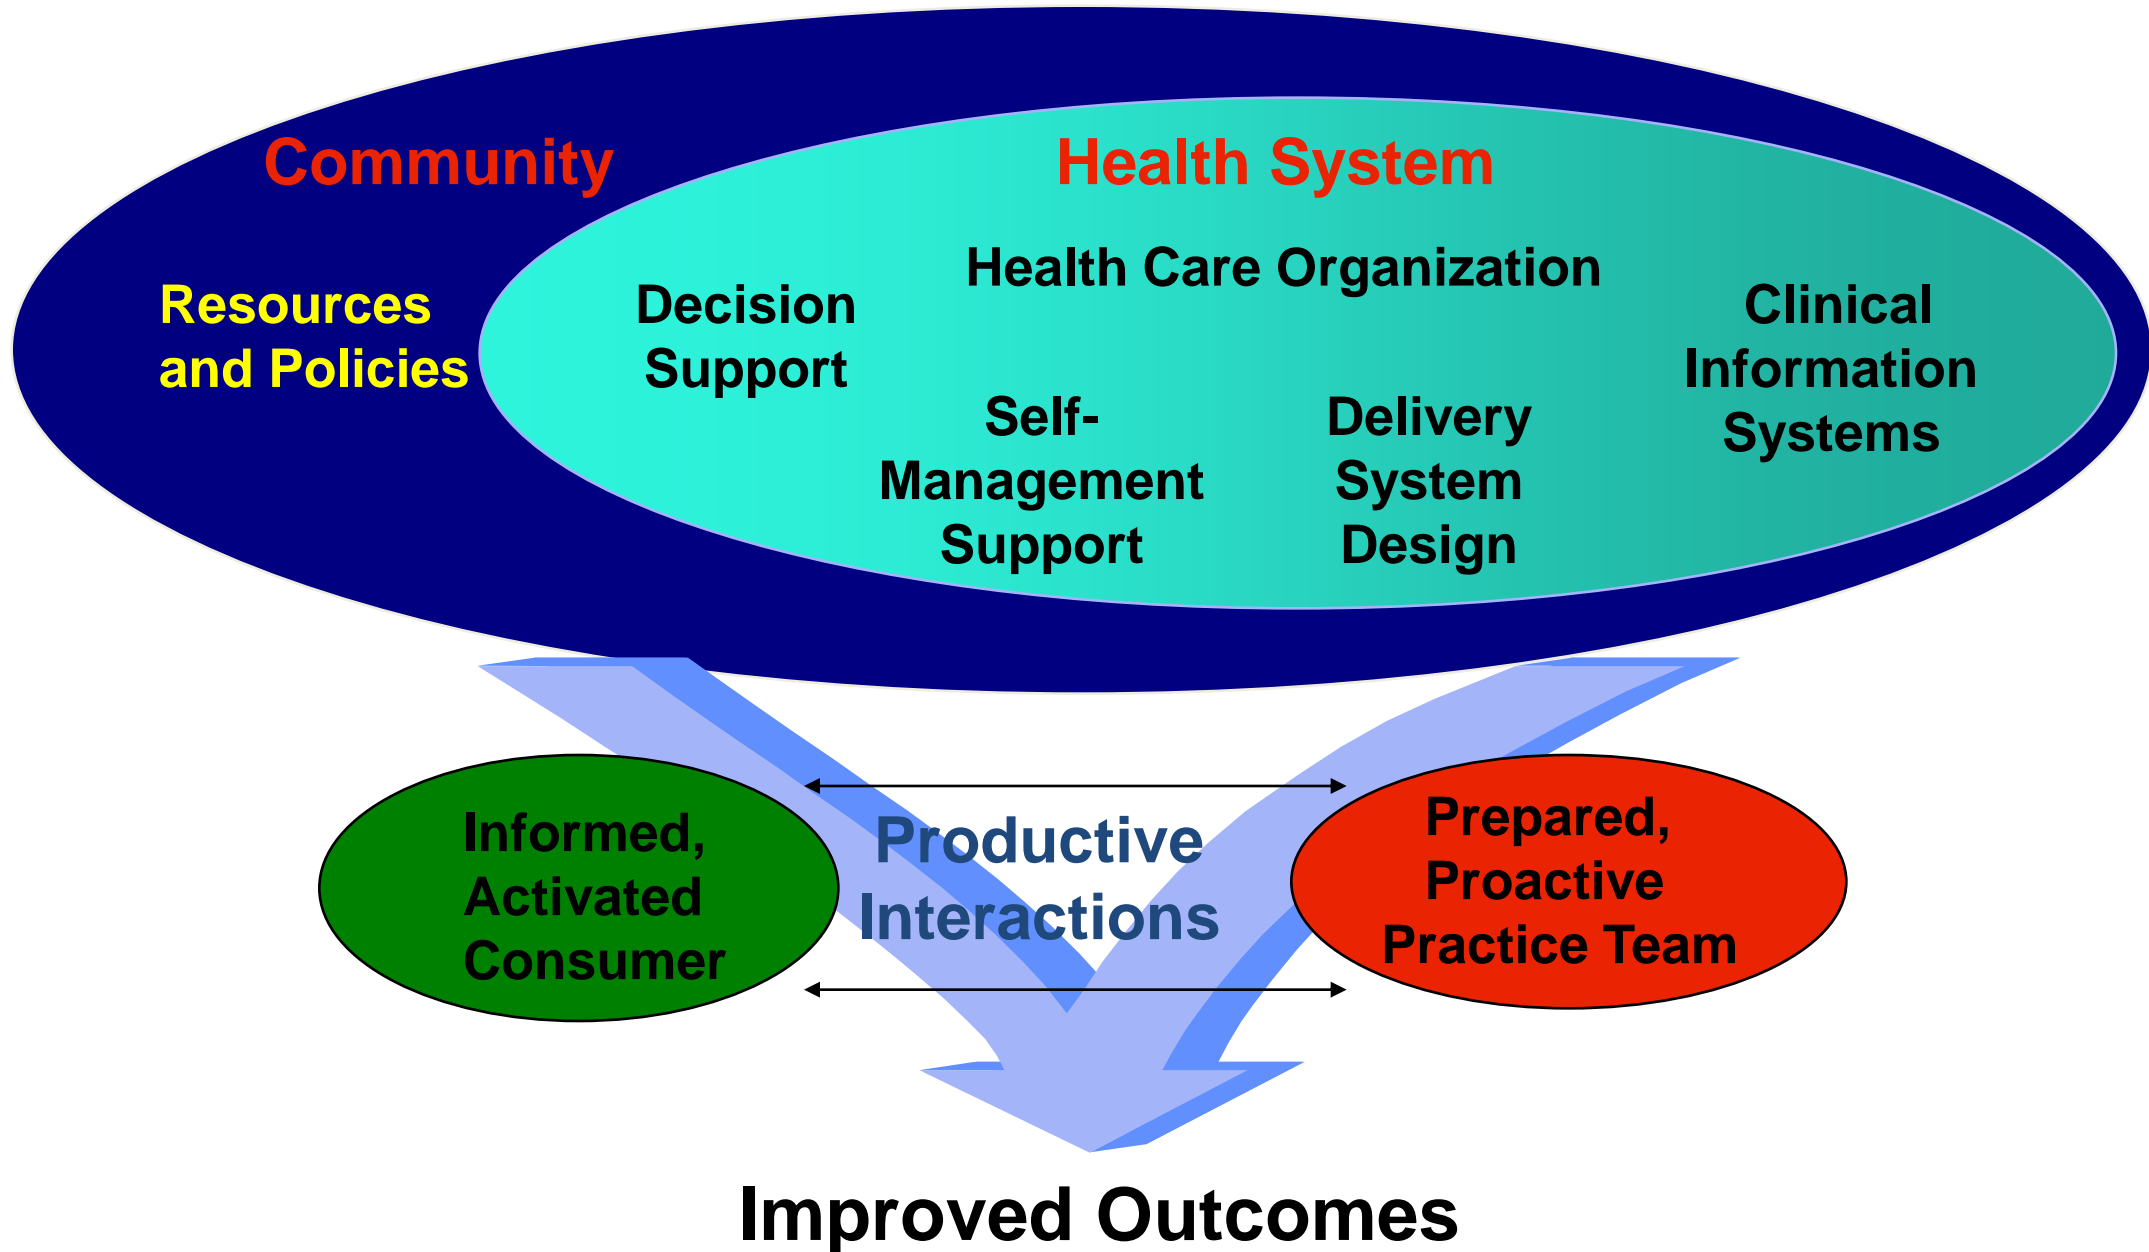 Community
Health System
Resources
and Policies
Decision
Support
Health Care Organization
Self-
Management
Support
Delivery
System
Design
Clinical
Information
Systems
Informed,
Activated
Consumer
Productive
Interactions
Prepared,
Proactive
Practice Team
Improved Outcomes